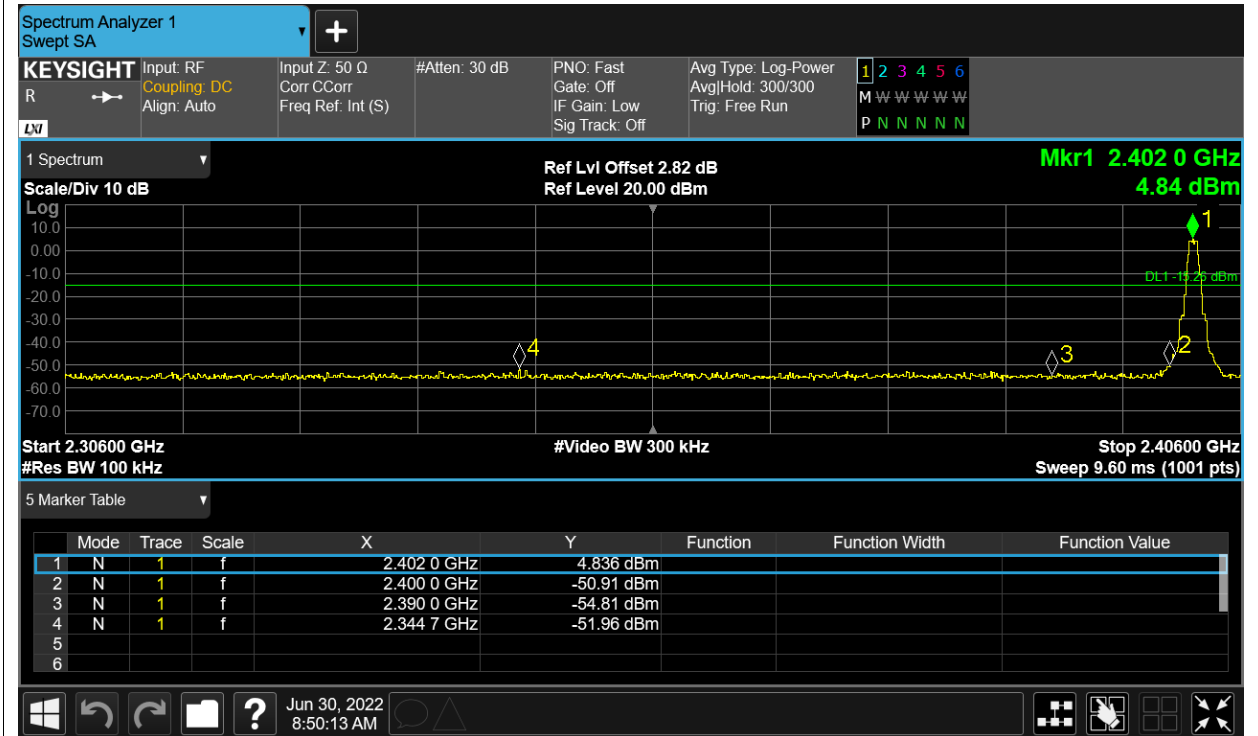 Spectrum Analyzer 1
Swept SA
KEYSIGHT
R
LXI
Input: RF
Coupling: DC
Align: Auto
Input Z: 50 Ω
Corr CCorr
Freq Ref: Int (S)
#Atten: 30 dB
PNO: Fast
Gate: Off
IF Gain: Low
Sig Track: Off
Avg Type: Log-Power
Avg|Hold: 300/300
Trig: Free Run
1 2 3 4 5 6
M W W W W W
P N N N N N
1 Spectrum
Scale/Div 10 dB
Ref Lvl Offset 2.82 dB
Ref Level 20.00 dBm
Mkr1 2.402 0 GHz
4.84 dBm
Log
10.0
0.00
-10.0
-20.0
-30.0
-40.0
-50.0
-60.0
-70.0
1
DL1 -15.26 dBm
4
3
2
Start 2.30600 GHz
#Video BW 300 kHz
Stop 2.40600 GHz
#Res BW 100 kHz
Sweep 9.60 ms (1001 pts)
5 Marker Table
Mode Trace Scale X Y Function Function Width Function Value
1 N 1 f 2.402 0 GHz 4.836 dBm
2 N 1 f 2.400 0 GHz -50.91 dBm
3 N 1 f 2.390 0 GHz -54.81 dBm
4 N 1 f 2.344 7 GHz -51.96 dBm
5
6
?
Jun 30, 2022
8:50:13 AM